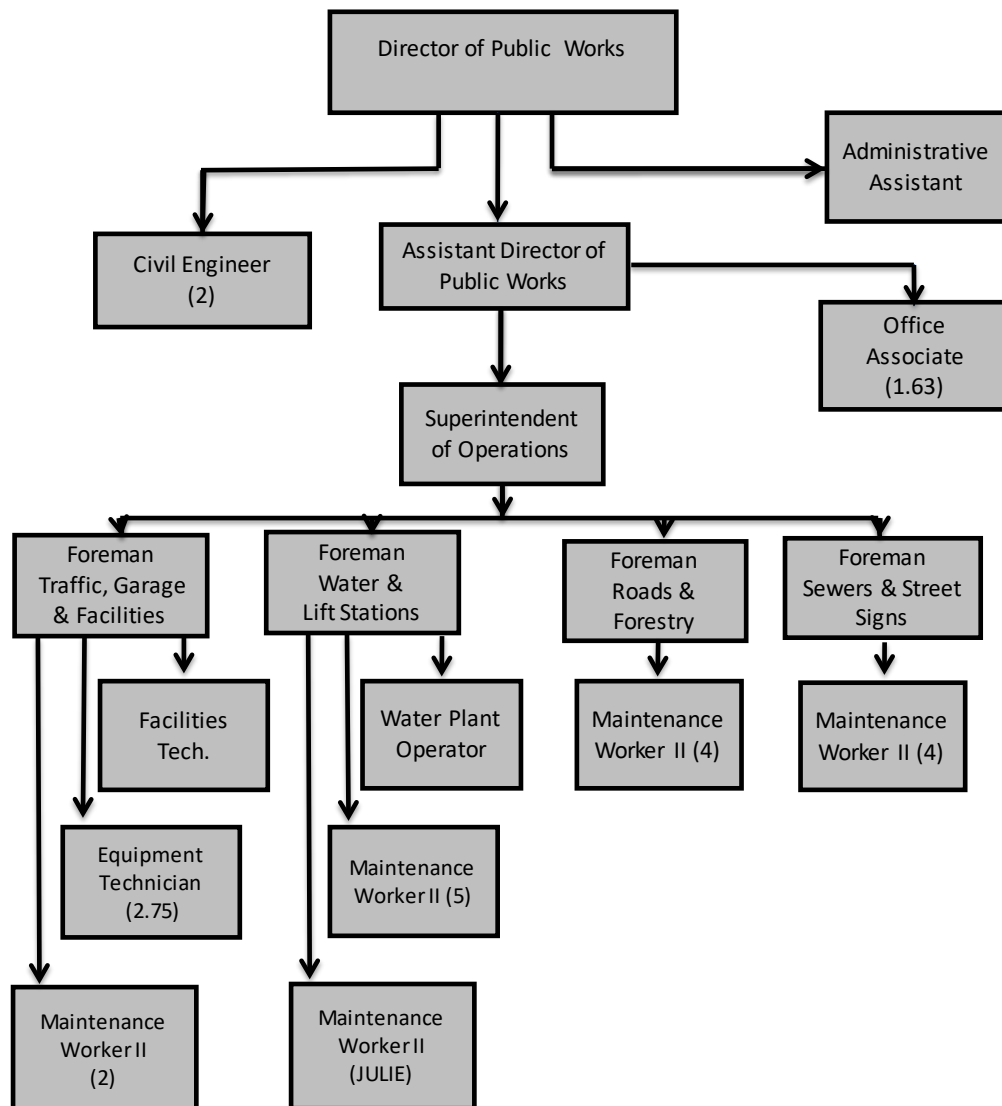 Director of Public Works
Administrative
Assistant
Civil Engineer
(2)
Assistant Director of
Public Works
Office
Associate
(1.63)
Superintendent
of Operations
Foreman
Traffic, Garage
& Facilities
Foreman
Water &
Lift Stations
Foreman
Roads &
Forestry
Foreman
Sewers & Street
Signs
Facilities
Tech.
Water Plant
Operator
Maintenance
Worker II (4)
Maintenance
Worker II (4)
Equipment
Technician
(2.75)
Maintenance
Worker II (5)
Maintenance
Worker II
(2)
Maintenance
Worker II
(JULIE)